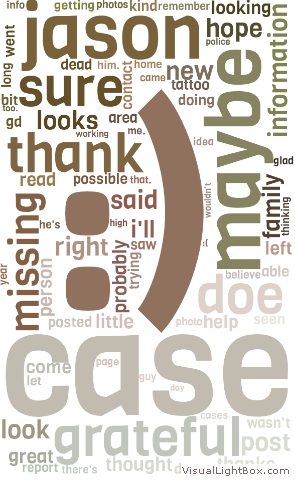 info getting photos kind remember looking
long went jason hope
police
dead him. home contact came new
tattoo
bit too. sure doing
information
gd looks area me. idea
working
thank maybe
glad
read possible that.
:)
said wouldn't family thinking
missing he's high i'll
right saw :( left
year person probably trying
believe able
doe
posted little photo help seen
case
come page
let guy day
cases
look grateful wasn't
post
great thought
report there's thanks
VisualLightBox.com